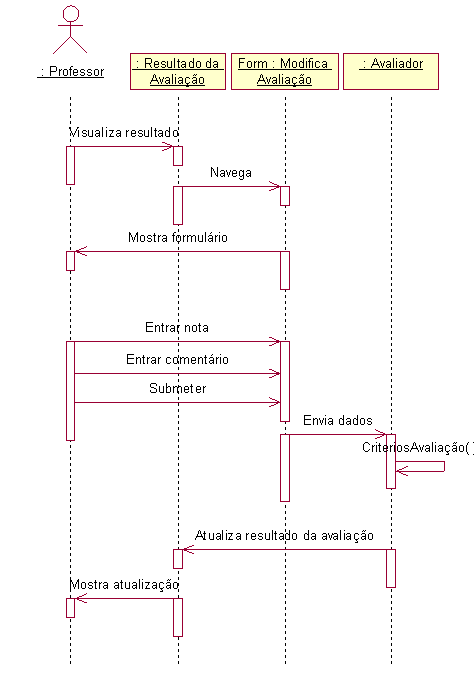 : Professor
: Resultado da
Avaliação
Form : Modifica
Avaliação
: Avaliador
Visualiza resultado
Navega
Mostra formulário
Entrar nota
Entrar comentário
Submeter
Envia dados
CriteriosAvaliação( )
Atualiza resultado da avaliação
Mostra atualização